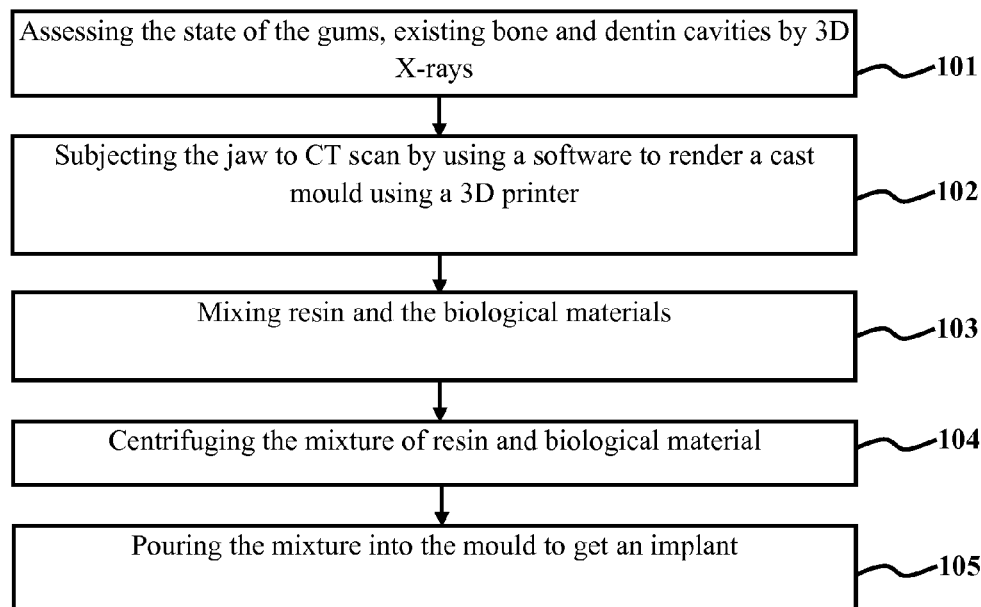 Assessing the state of the gums, existing bone and dentin cavities by 3D
X-rays
101
Subjecting the jaw to CT scan by using a software to render a cast
mould using a 3D printer
102
Mixing resin and the biological materials
103
Centrifuging the mixture of resin and biological material
104
Pouring the mixture into the mould to get an implant
105